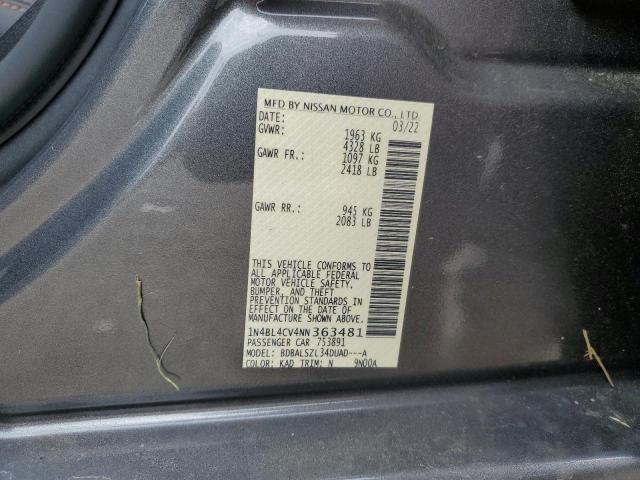 MFD BY NISSAN MOTOR CO., LTD
DATE: 03/22
GVWR: 1963 KG
4328 LB
GAWR FR.: 1097 KG
2418 LB
GAWR RR.: 945 KG
2083 LB
THIS VEHICLE CONFORMS TO
ALL APPLICABLE FEDERAL
MOTOR VEHICLE SAFETY,
BUMPER, AND THEFT
PREVENTION STANDARDS IN
EFFECT ON THE DATE OF
MANUFACTURE SHOWN ABOVE.
1N4BL4CV4NN363481
PASSENGER CAR 753891
MODEL: BDBALSZL34DUAD---A
COLOR: KAD TRIM: N 9N00A